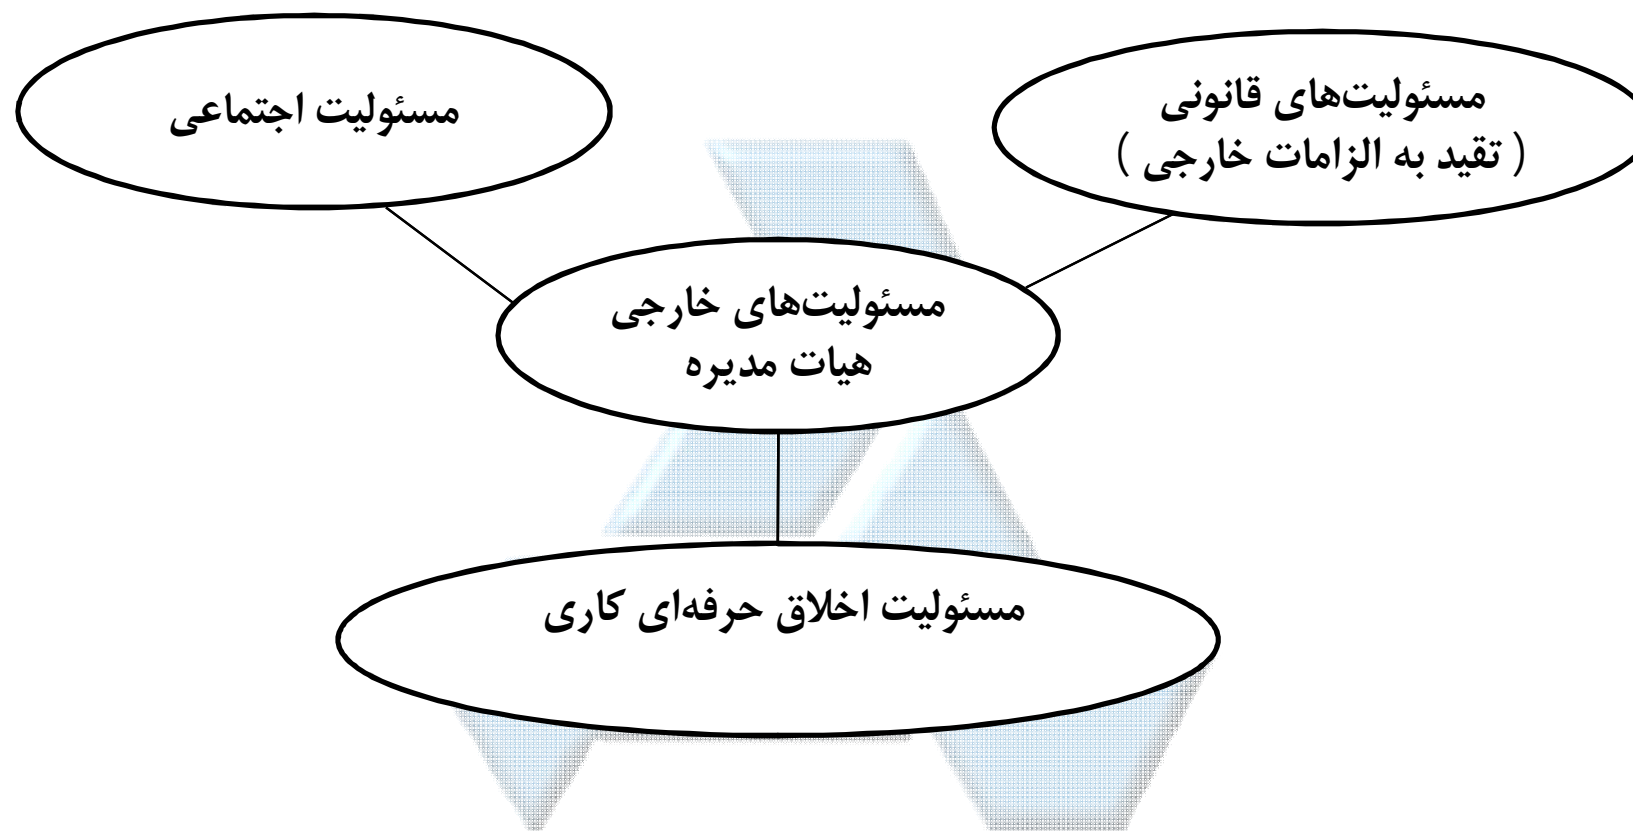 مسئولیت‌های قانونی
( تقید به الزامات خارجی )
مسئولیت اجتماعی
مسئولیت‌های خارجی
هیات مدیره
مسئولیت اخلاق حرفه‌ای کاری